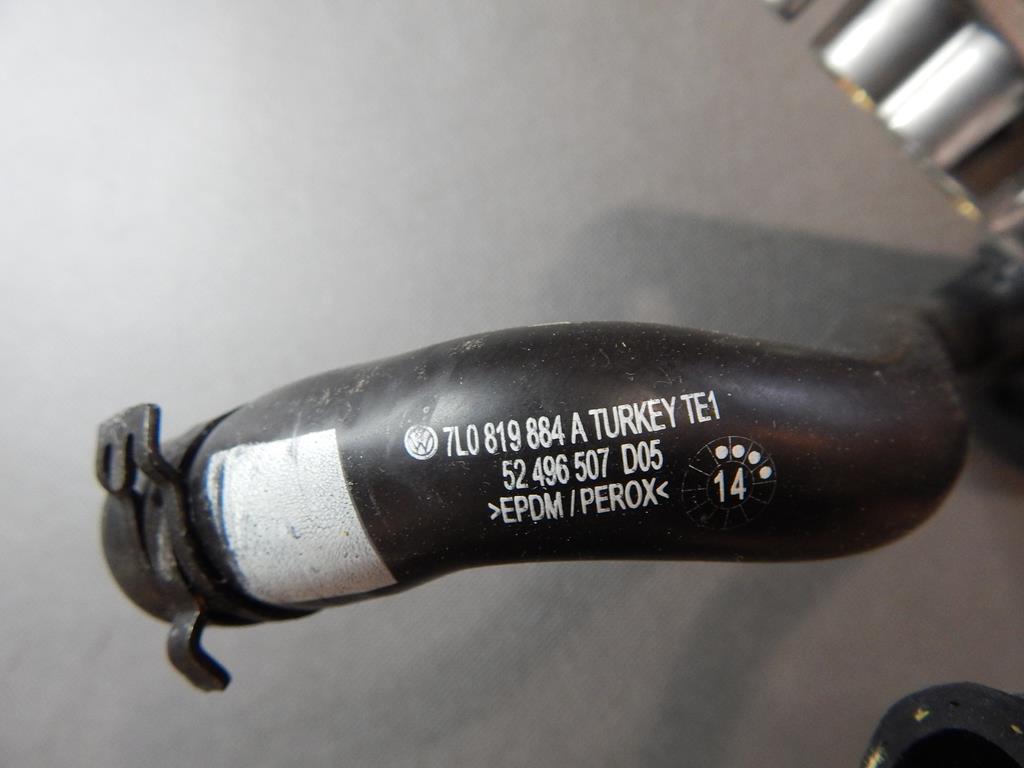 7L0 819 884 A TURKEY TE1
52 496 507 D05
>EPDM / PEROX<
14